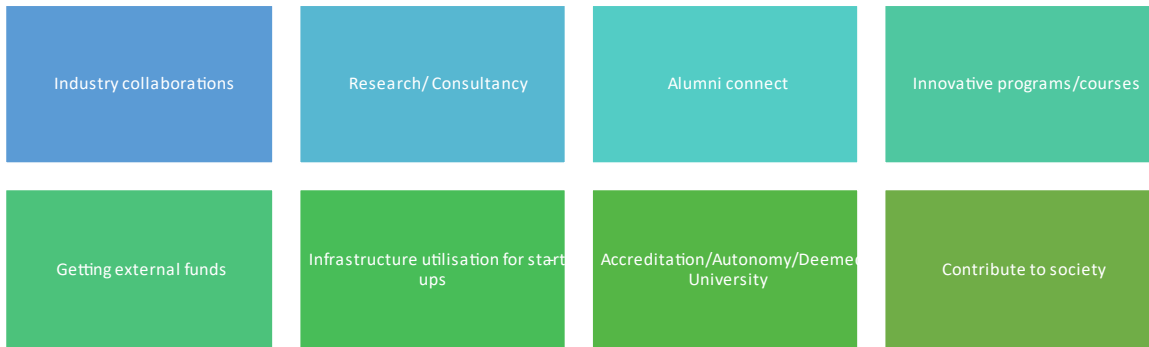 Industry collaborations
Research/ Consultancy
Alumni connect
Innovative programs/courses
Getting external funds
Infrastructure utilisation for start-
ups
Accreditation/Autonomy/Deemed
University
Contribute to society